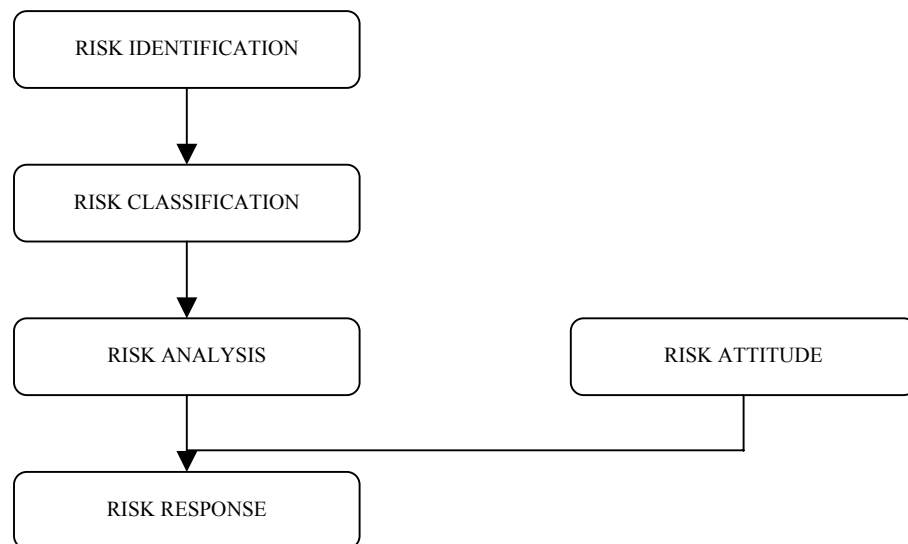 RISK IDENTIFICATION
RISK CLASSIFICATION
RISK ANALYSIS
RISK ATTITUDE
RISK RESPONSE